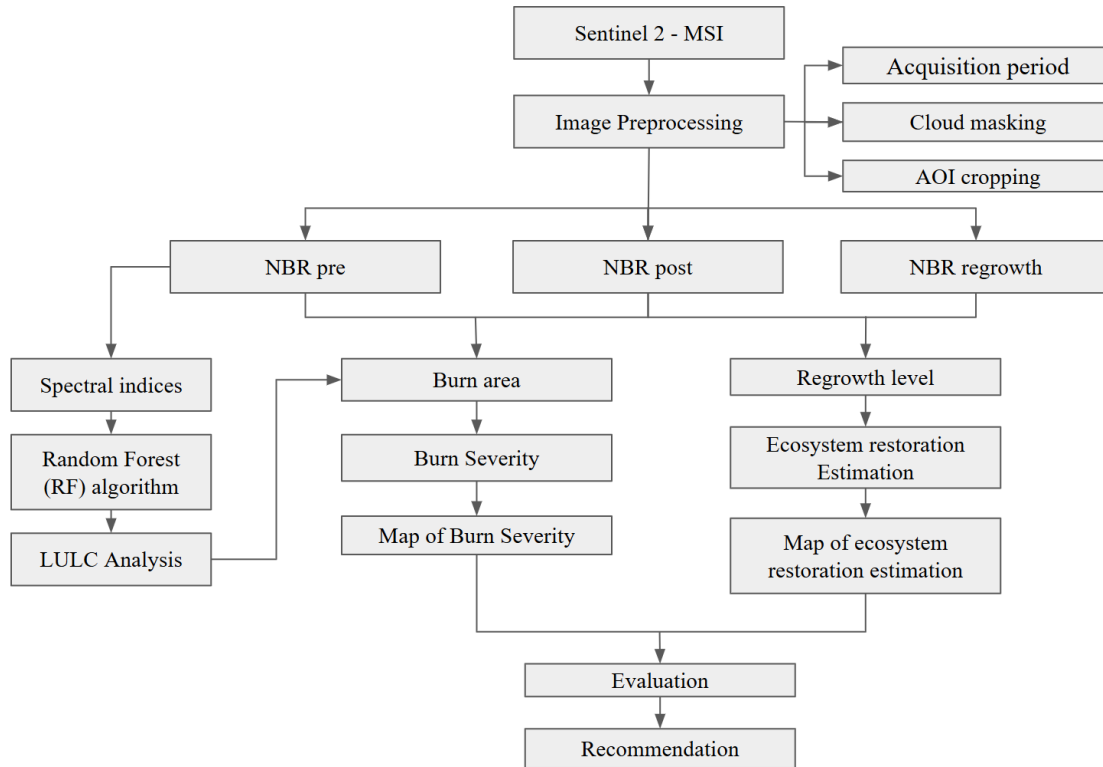 Sentinel 2 - MSI
Acquisition period
Image Preprocessing
Cloud masking
AOI cropping
NBR pre
NBR post
NBR regrowth
Spectral indices
Burn area
Regrowth level
Random Forest
(RF) algorithm
Burn Severity
Ecosystem restoration
Estimation
LULC Analysis
Map of Burn Severity
Map of ecosystem
restoration estimation
Evaluation
Recommendation